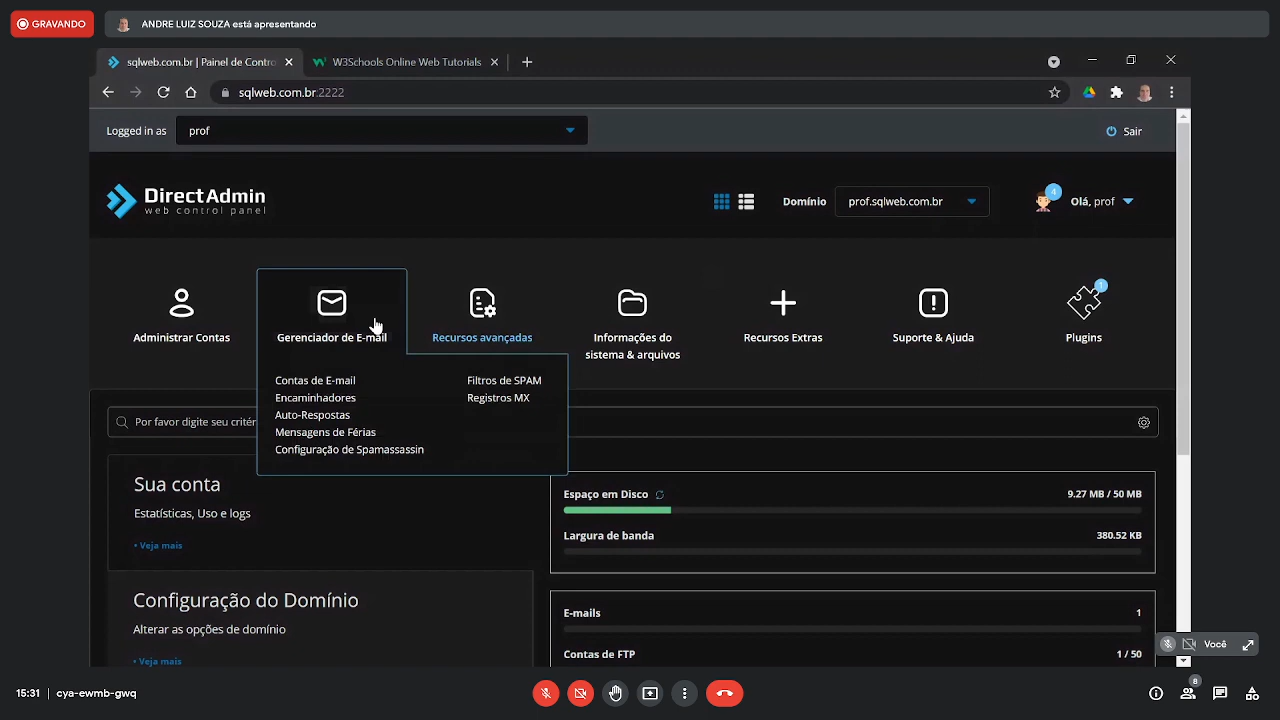 GRAVANDO
ANDRE LUIZ SOUZA está apresentando
sqlweb.com.br | Painel de Contro
W3Schools Online Web Tutorials
sqlweb.com.br:2222
Logged in as
prof
Sair
DirectAdmin
web control panel
Domínio
prof.sqlweb.com.br
4
Olá, prof
Administrar Contas
Gerenciador de E-mail
Recursos avançadas
Informações do
sistema & arquivos
Recursos Extras
Suporte & Ajuda
1
Plugins
Contas de E-mail
Encaminhadores
Auto-Respostas
Mensagens de Férias
Configuração de Spamassassin
Filtros de SPAM
Registros MX
Por favor digite seu critér
Sua conta
Estatísticas, Uso e logs
• Veja mais
Espaço em Disco
9.27 MB / 50 MB
Largura de banda
380.52 KB
Configuração do Domínio
Alterar as opções de domínio
• Veja mais
E-mails
1
Contas de FTP
1 / 50
Você
15:31
cya-ewmb-gwq
8